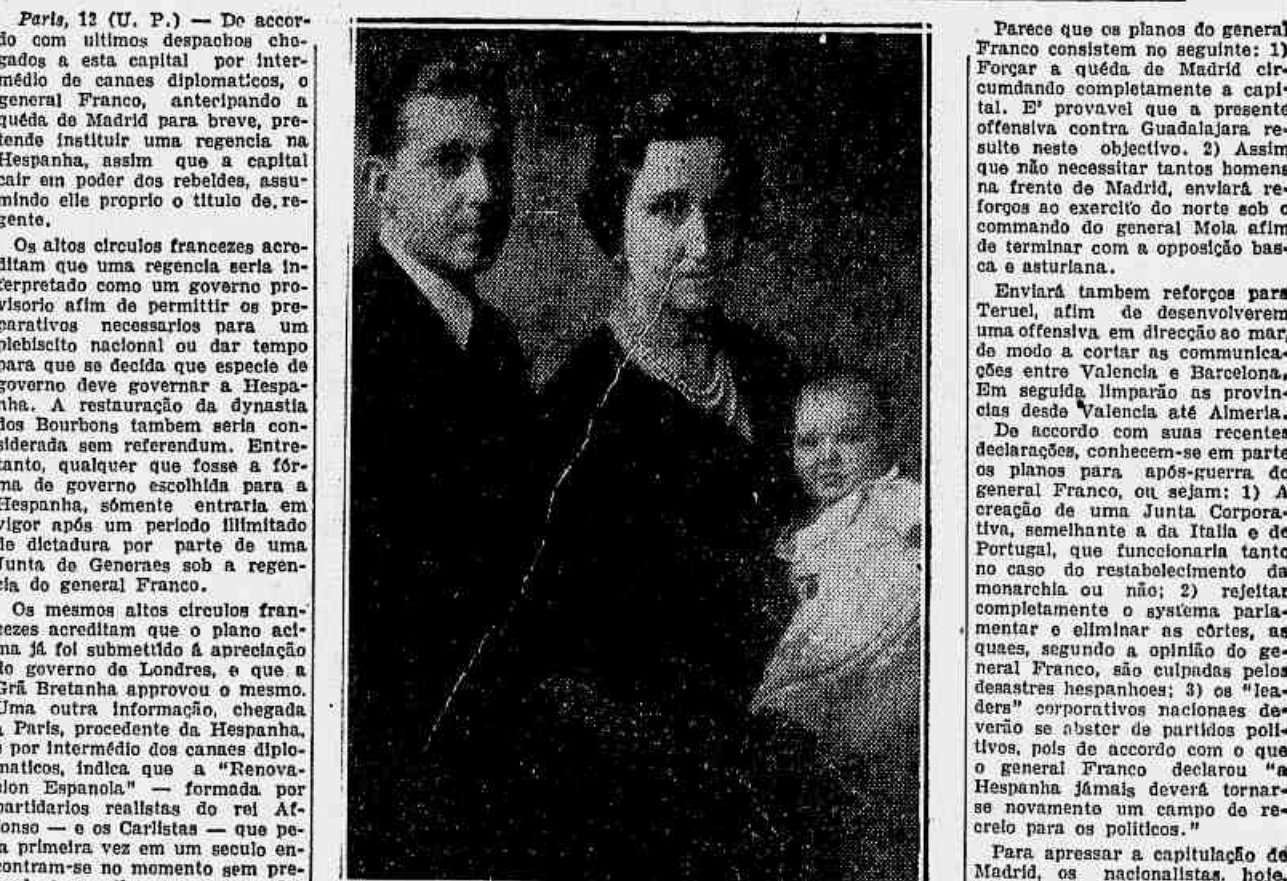 Paris, 12 (U. P.) — De accor-
do com ultimos despachos che-
gados a esta capital por inter-
médio de canaes diplomaticos, o
general Franco, antecipando a
quéda de Madrid para breve, pre-
tende instituir uma regencia na
Hespanha, assim que a capital
cair em poder dos rebeldes, assu-
mindo elle proprio o titulo de re-
gente.
Os altos circulos francezes acre-
ditam que uma regencia seria in-
terpretado como um governo pro-
visorio afim de permittir os pre-
parativos necessarios para um
plebiscito nacional ou dar tempo
para que se decida que especie de
governo deve governar a Hespa-
nha. A restauração da dynastia
dos Bourbons tambem seria con-
siderada sem referendum. Entre-
tanto, qualquer que fosse a fór-
ma de governo escolhida para a
Hespanha, sómente entraria em
vigor após um periodo illimitado
de dictadura por parte de uma
Junta de Generaes sob a regen-
cia do general Franco.
Os mesmos altos circulos fran-
cezes acreditam que o plano aci-
ma já foi submettido á apreciação
do governo de Londres, e que a
Grã Bretanha approvou o mesmo.
Uma outra informação, chegada
a Paris, procedente da Hespanha,
e por intermédio dos canaes diplo-
maticos, indica que a "Renova-
cion Espanola" — formada por
partidarios realistas do rei Af-
fonso — e os Carlistas — que pe-
la primeira vez em um seculo en-
contram-se no momento sem pre-
Parece que os planos do general
Franco consistem no seguinte: 1)
Forçar a quéda de Madrid cir-
cumdando completamente a capi-
tal. E' provavel que a presente
offensiva contra Guadalajara re-
sulte neste objectivo. 2) Assim
que não necessitar tantos homens
na frente de Madrid, enviará re-
forços ao exercito do norte sob o
commando do general Mola afim
de terminar com a opposição bas-
ca e asturiana.
Enviará tambem reforços para
Teruel, afim de desenvolverem
uma offensiva em direcção ao mar,
de modo a cortar as communica-
ções entre Valencia e Barcelona.
Em seguida limparão as provin-
cias desde Valencia até Almeria.
De accordo com suas recentes
declarações, conhecem-se em parte
os planos para após-guerra do
general Franco, ou sejam: 1) A
creação de uma Junta Corpora-
tiva, semelhante a da Italia e de
Portugal, que funccionaria tanto
no caso do restabelecimento da
monarchia ou não; 2) rejeitar
completamente o systema parla-
mentar e eliminar as côrtes, as
quaes, segundo a opinião do ge-
neral Franco, são culpadas pelos
desastres hespanhoes; 3) os "lea-
ders" corporativos nacionaes de-
verão se abster de partidos poli-
tivos, pois de accordo com o que
o general Franco declarou "a
Hespanha jámais deverá tornar-
se novamente um campo de re-
creio para os politicos."
Para apressar a capitulação de
Madrid, os nacionalistas, hoje,